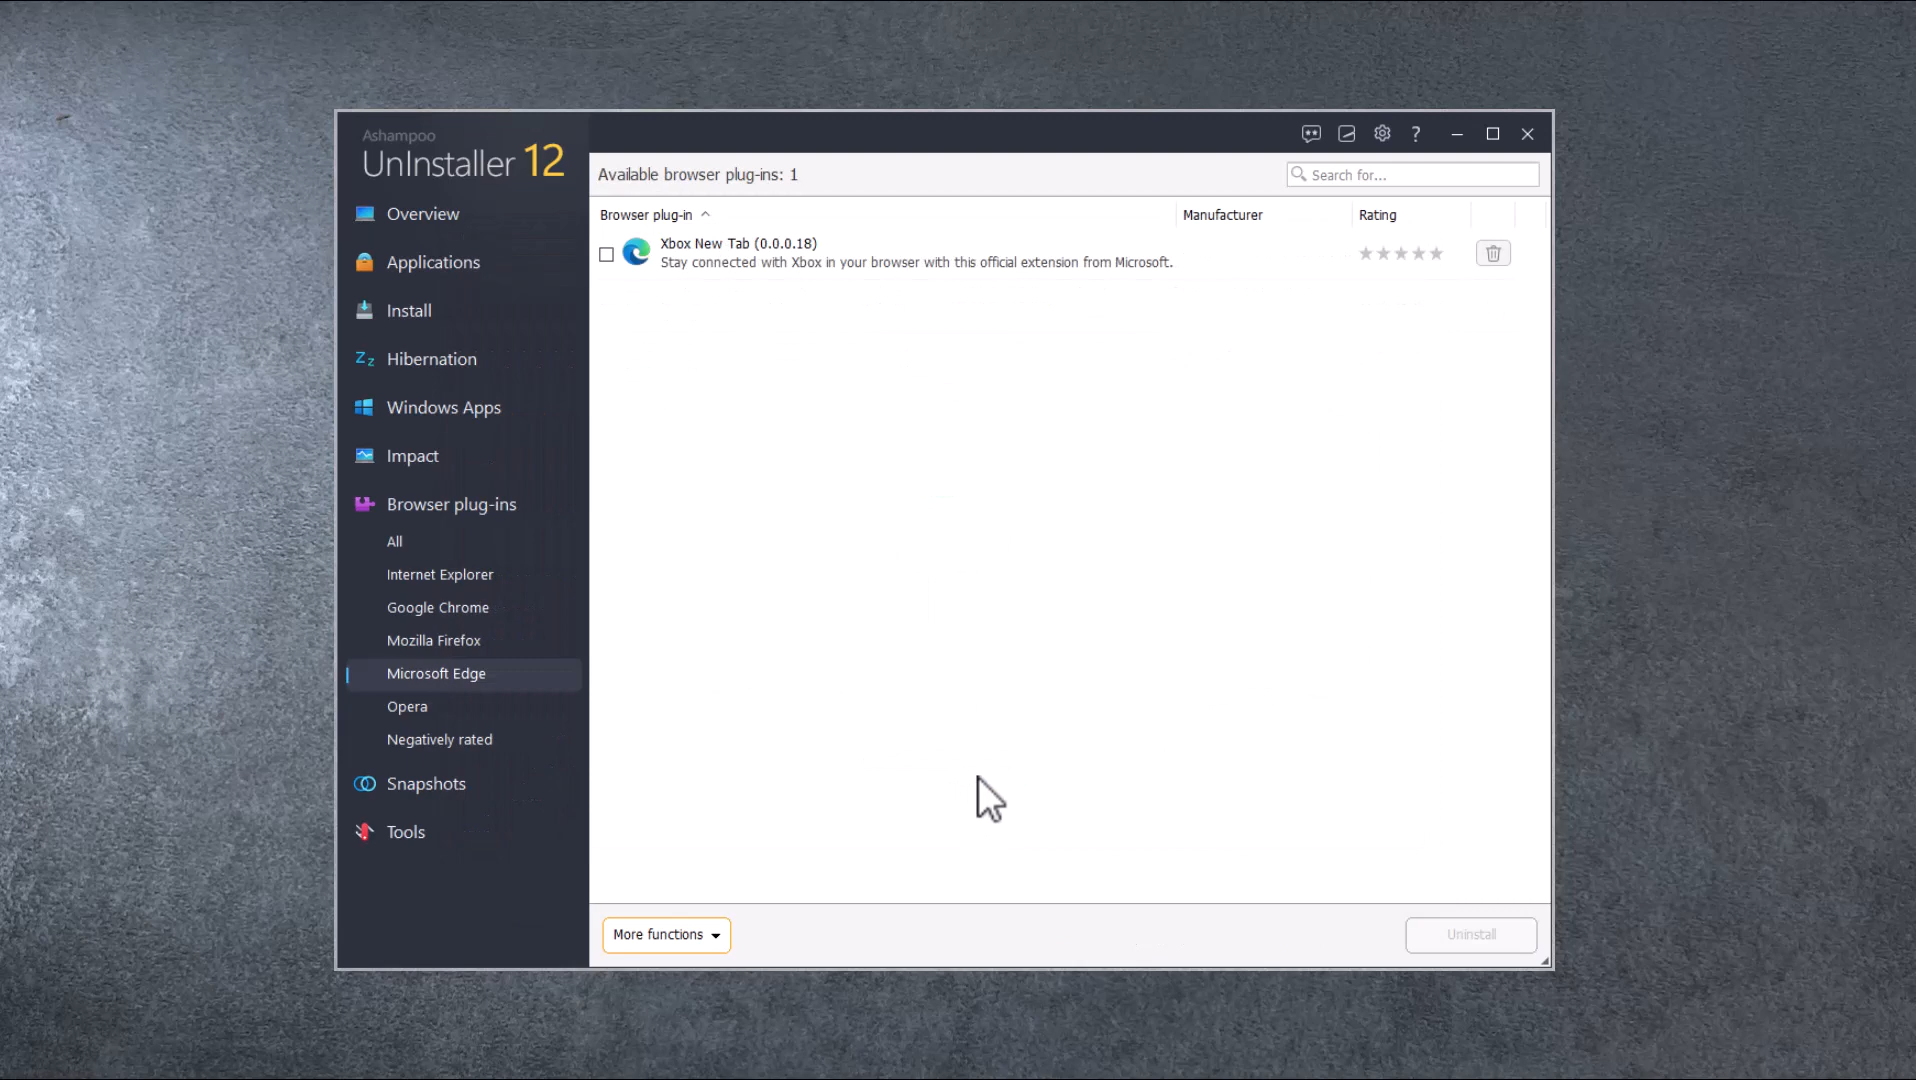 Ashampoo
UnInstaller 12
Overview
Applications
Install
Hibernation
Windows Apps
Impact
Browser plug-ins
All
Internet Explorer
Google Chrome
Mozilla Firefox
Microsoft Edge
Opera
Negatively rated
Snapshots
Tools
Available browser plug-ins: 1
Search for...
Browser plug-in Manufacturer Rating
Xbox New Tab (0.0.0.18)
Stay connected with Xbox in your browser with this official extension from Microsoft.
More functions
Uninstall